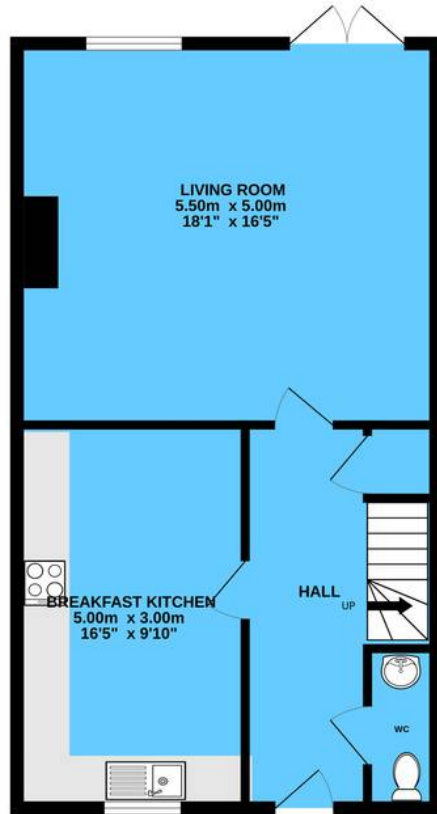 LIVING ROOM
5.50m x 5.00m
18'1" x 16'5"
BREAKFAST KITCHEN
5.00m x 3.00m
16'5" x 9'10"
HALL
UP
WC